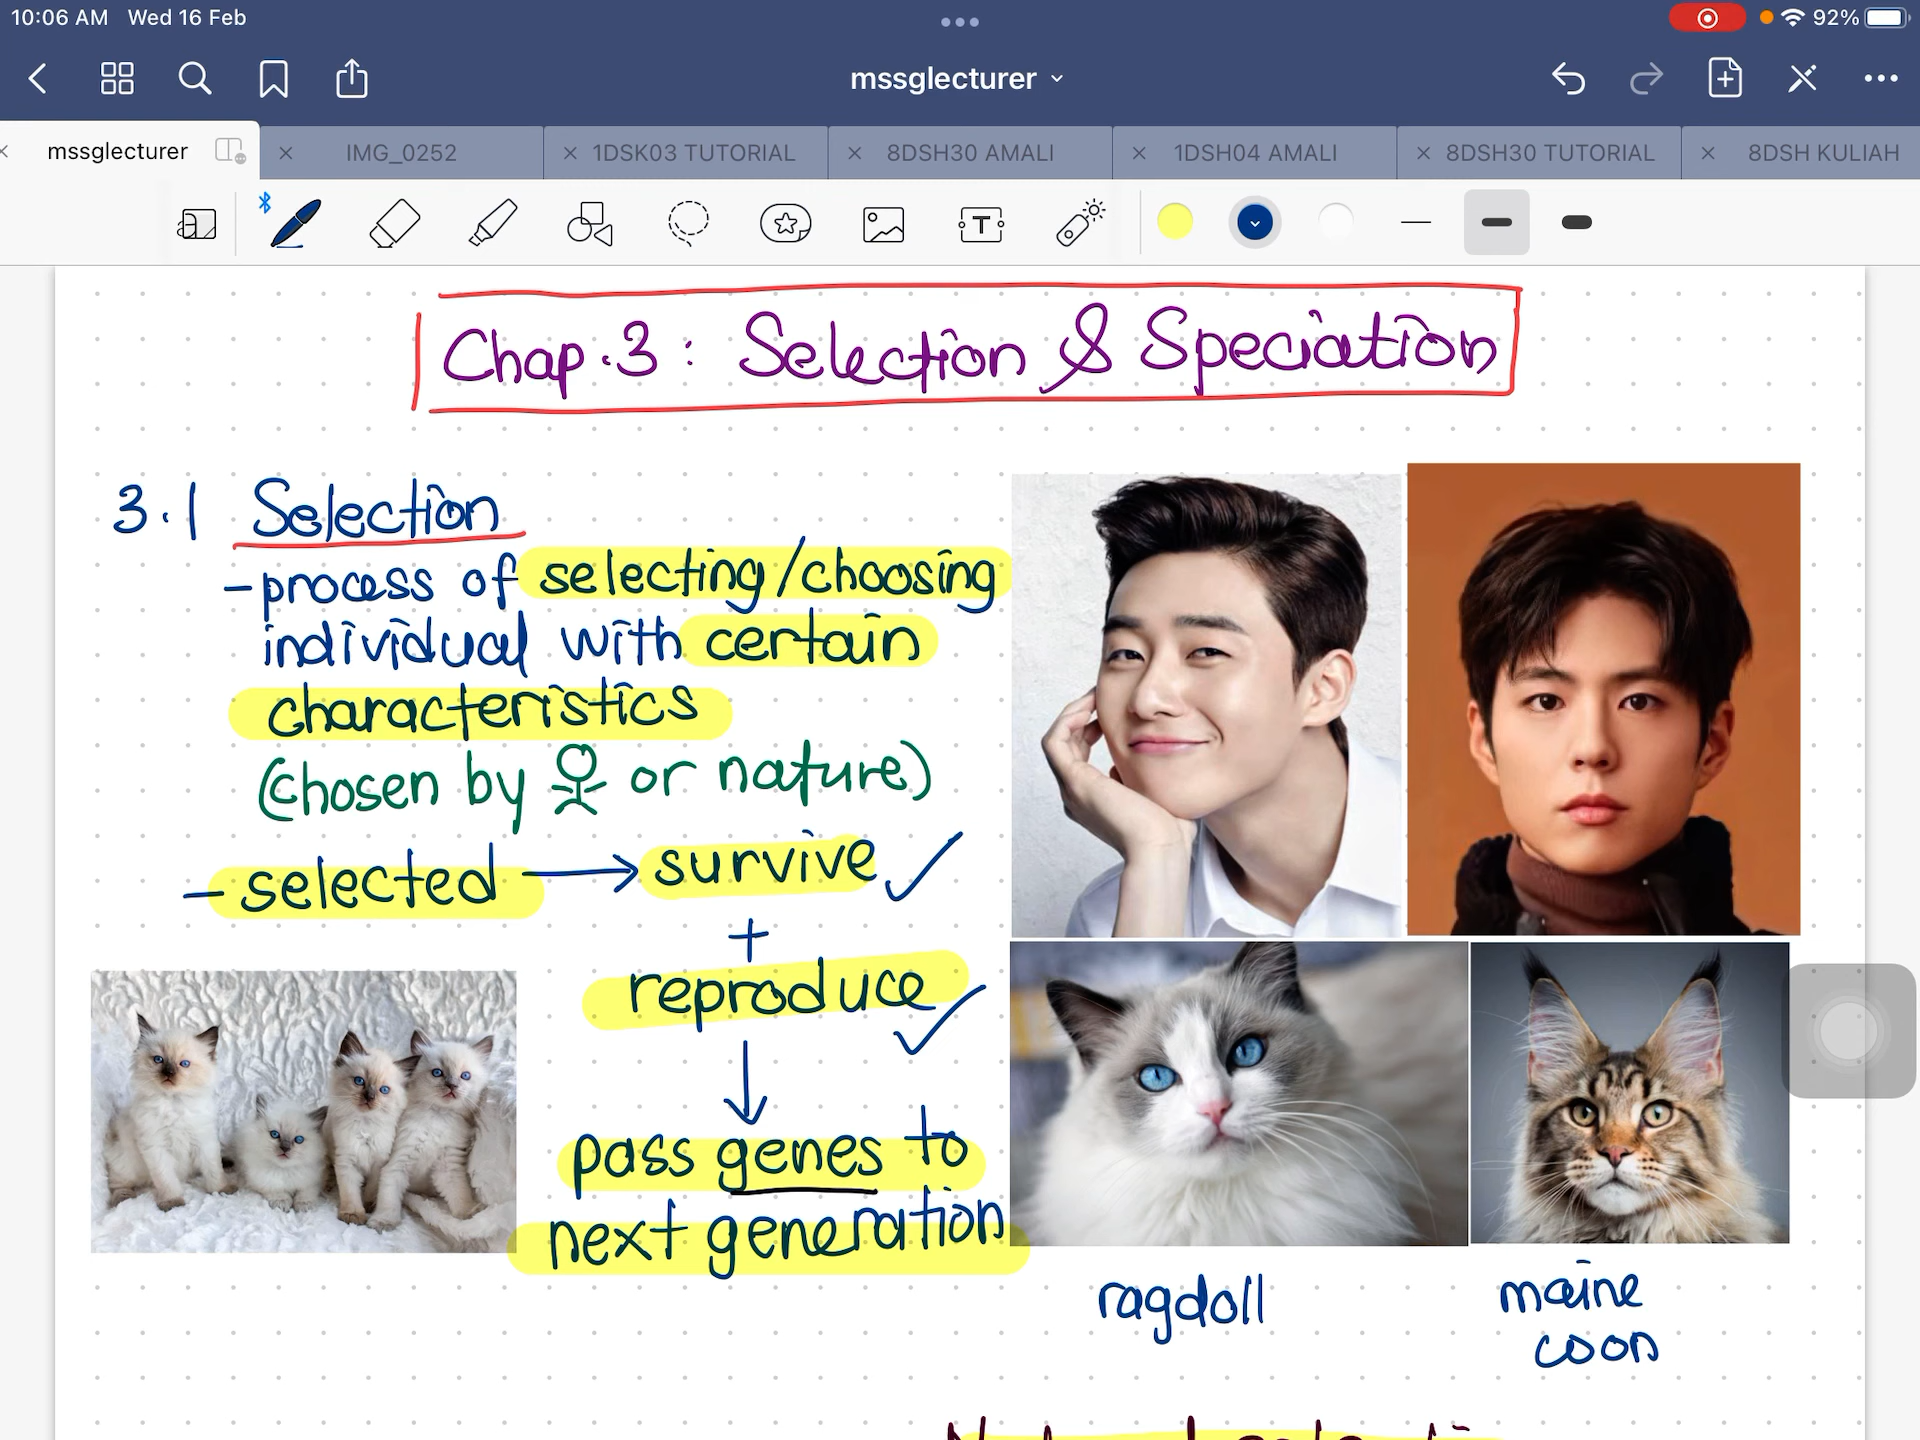 10:06 AM Wed 16 Feb
92%
mssglecturer
mssglecturer
IMG_0252
1DSK03 TUTORIAL
8DSH30 AMALI
1DSH04 AMALI
8DSH30 TUTORIAL
8DSH KULIAH
Chap.3 : Selection & Speciation
3.1 Selection
- process of selecting/choosing
individual with certain
characteristics
(chosen by or nature)
- selected → survive ✓
+
reproduce ✓
↓
pass genes to
next generation
ragdoll
maine
coon